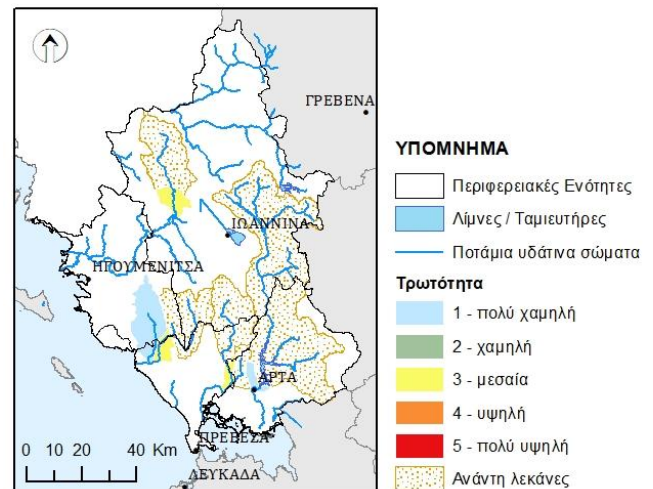 ΓΡΕΒΕΝΑ
ΙΩΑΝΝΙΝΑ
ΗΓΟΥΜΕΝΙΤΣΑ
ΑΡΤΑ
ΠΡΕΒΕΖΑ
ΛΕΥΚΑΔΑ
0 10 20 40 Km
ΥΠΟΜΝΗΜΑ
Περιφερειακές Ενότητες
Λίμνες / Ταμιευτήρες
Ποτάμια υδάτινα σώματα
Τρωτότητα
1 - πολύ χαμηλή
2 - χαμηλή
3 - μεσαία
4 - υψηλή
5 - πολύ υψηλή
Ανάντη λεκάνες